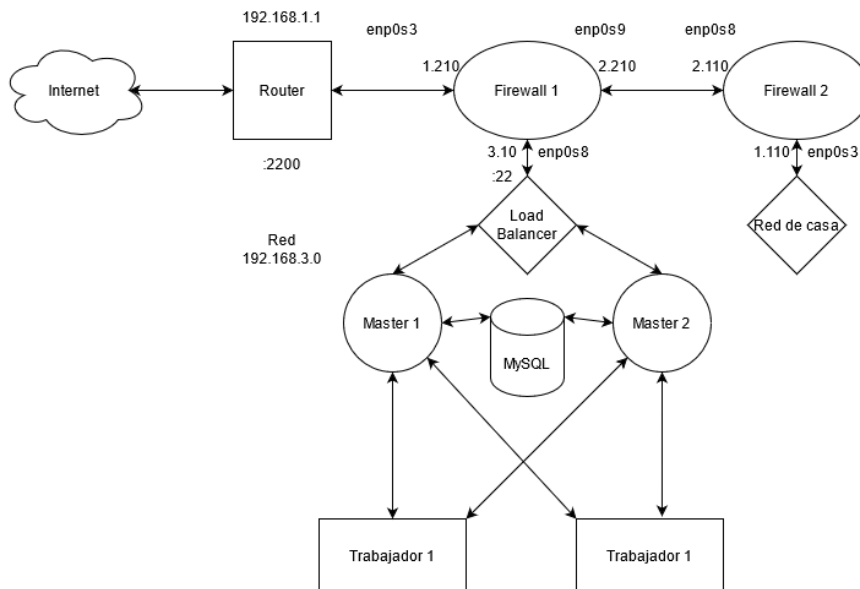 192.168.1.1
enp0s3
enp0s9
enp0s8
1.210
2.210
2.110
Internet
Router
Firewall 1
Firewall 2
:2200
3.10
enp0s8
:22
1.110
enp0s3
Load
Balancer
Red de casa
Red
192.168.3.0
Master 1
MySQL
Master 2
Trabajador 1
Trabajador 1